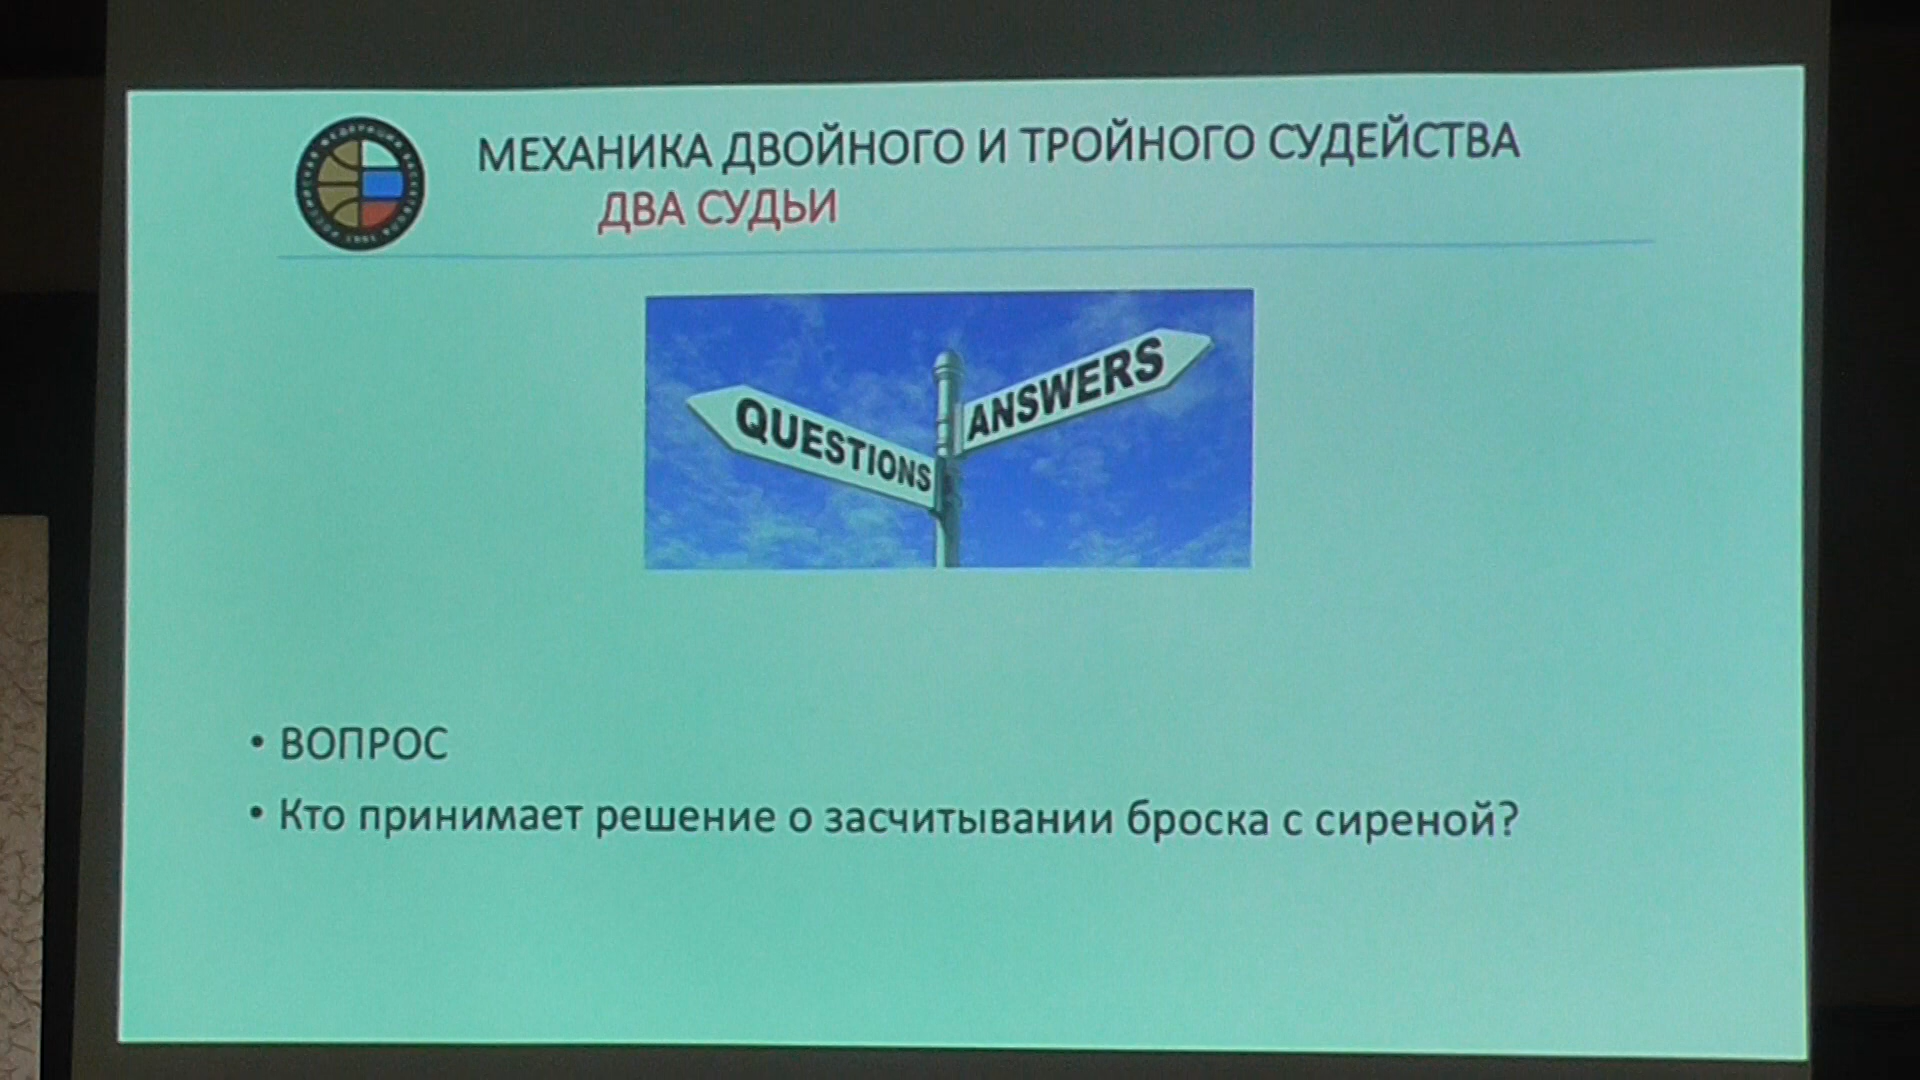 МЕХАНИКА ДВОЙНОГО И ТРОЙНОГО СУДЕЙСТВА
ДВА СУДЬИ
QUESTIONS
ANSWERS
• ВОПРОС
• Кто принимает решение о засчитывании броска с сиреной?